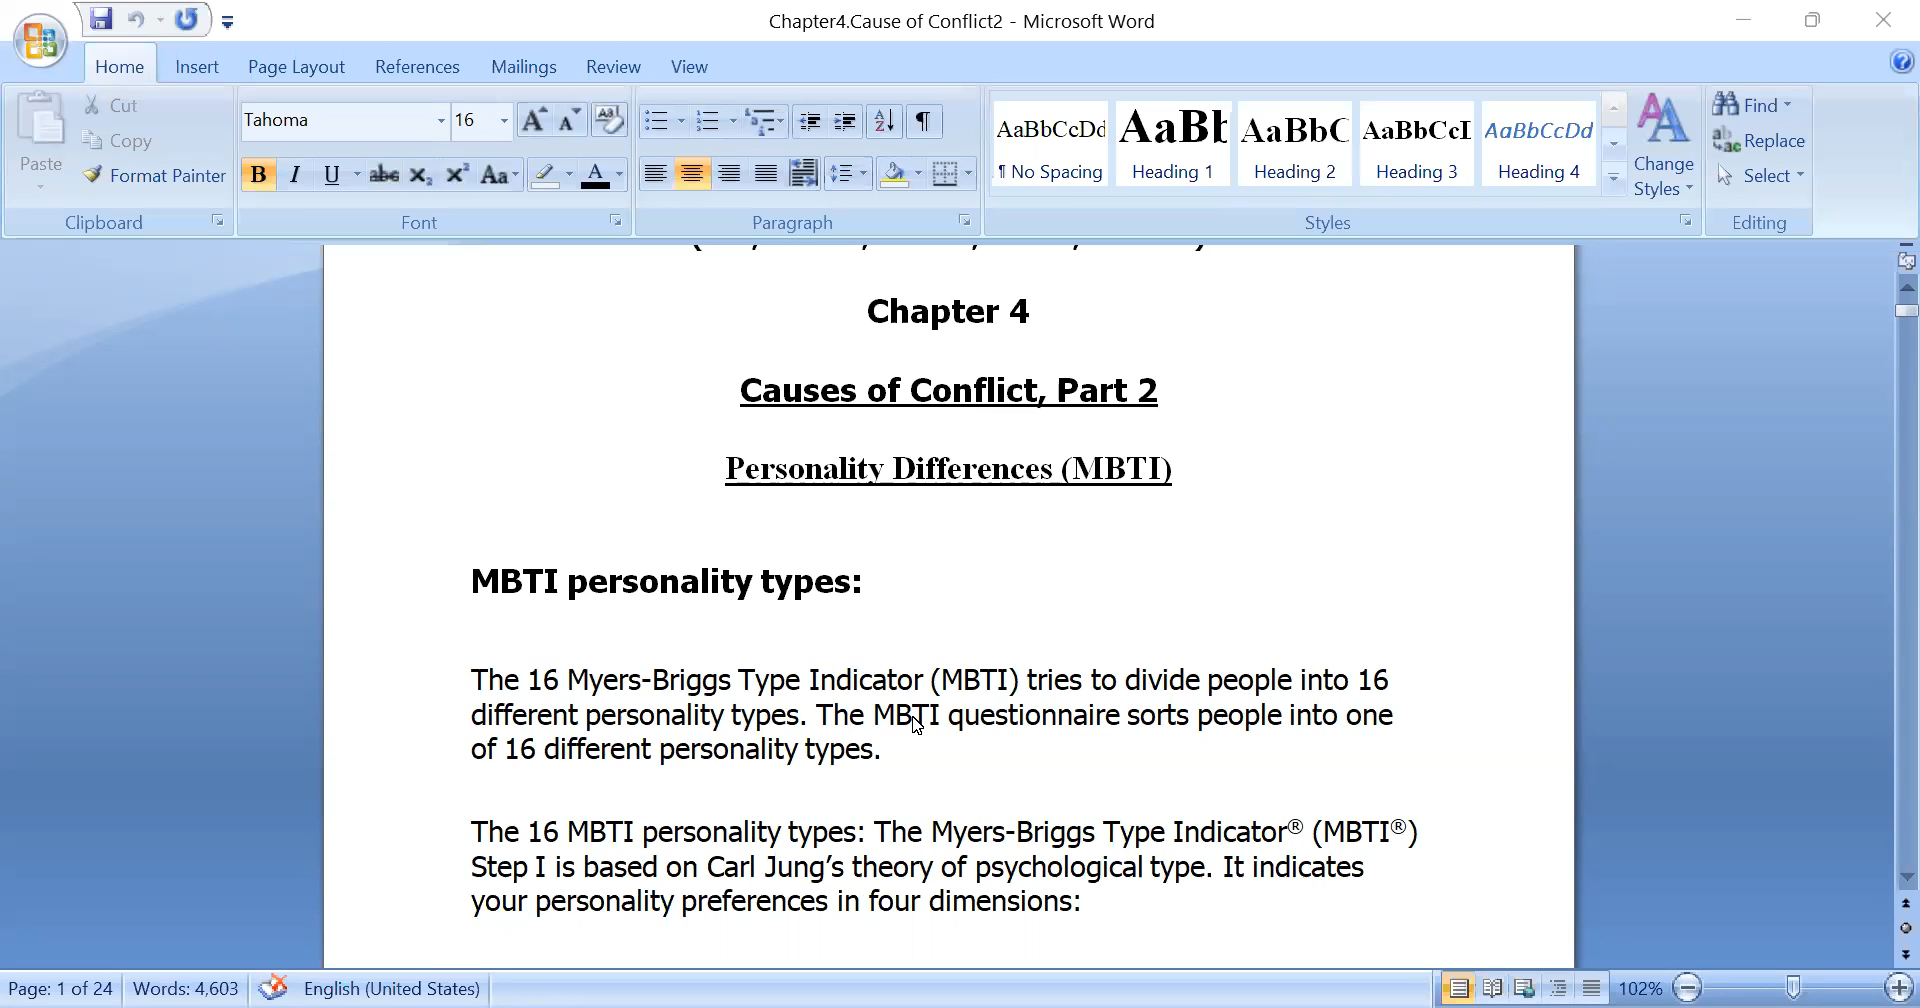 Chapter4.Cause of Conflict2 - Microsoft Word
Home Insert Page Layout References Mailings Review View
Paste
Cut
Copy
Format Painter
Clipboard
Tahoma 16
Font
Paragraph
AaBbCcDd AaBb AaBbC AaBbCcI AaBbCcDd
¶ No Spacing Heading 1 Heading 2 Heading 3 Heading 4
Change
Styles
Styles
Find
Replace
Select
Editing
Chapter 4
Causes of Conflict, Part 2
Personality Differences (MBTI)
MBTI personality types:
The 16 Myers-Briggs Type Indicator (MBTI) tries to divide people into 16
different personality types. The MBTI questionnaire sorts people into one
of 16 different personality types.
The 16 MBTI personality types: The Myers-Briggs Type Indicator® (MBTI®)
Step I is based on Carl Jung’s theory of psychological type. It indicates
your personality preferences in four dimensions:
Page: 1 of 24 Words: 4,603 English (United States) 102%